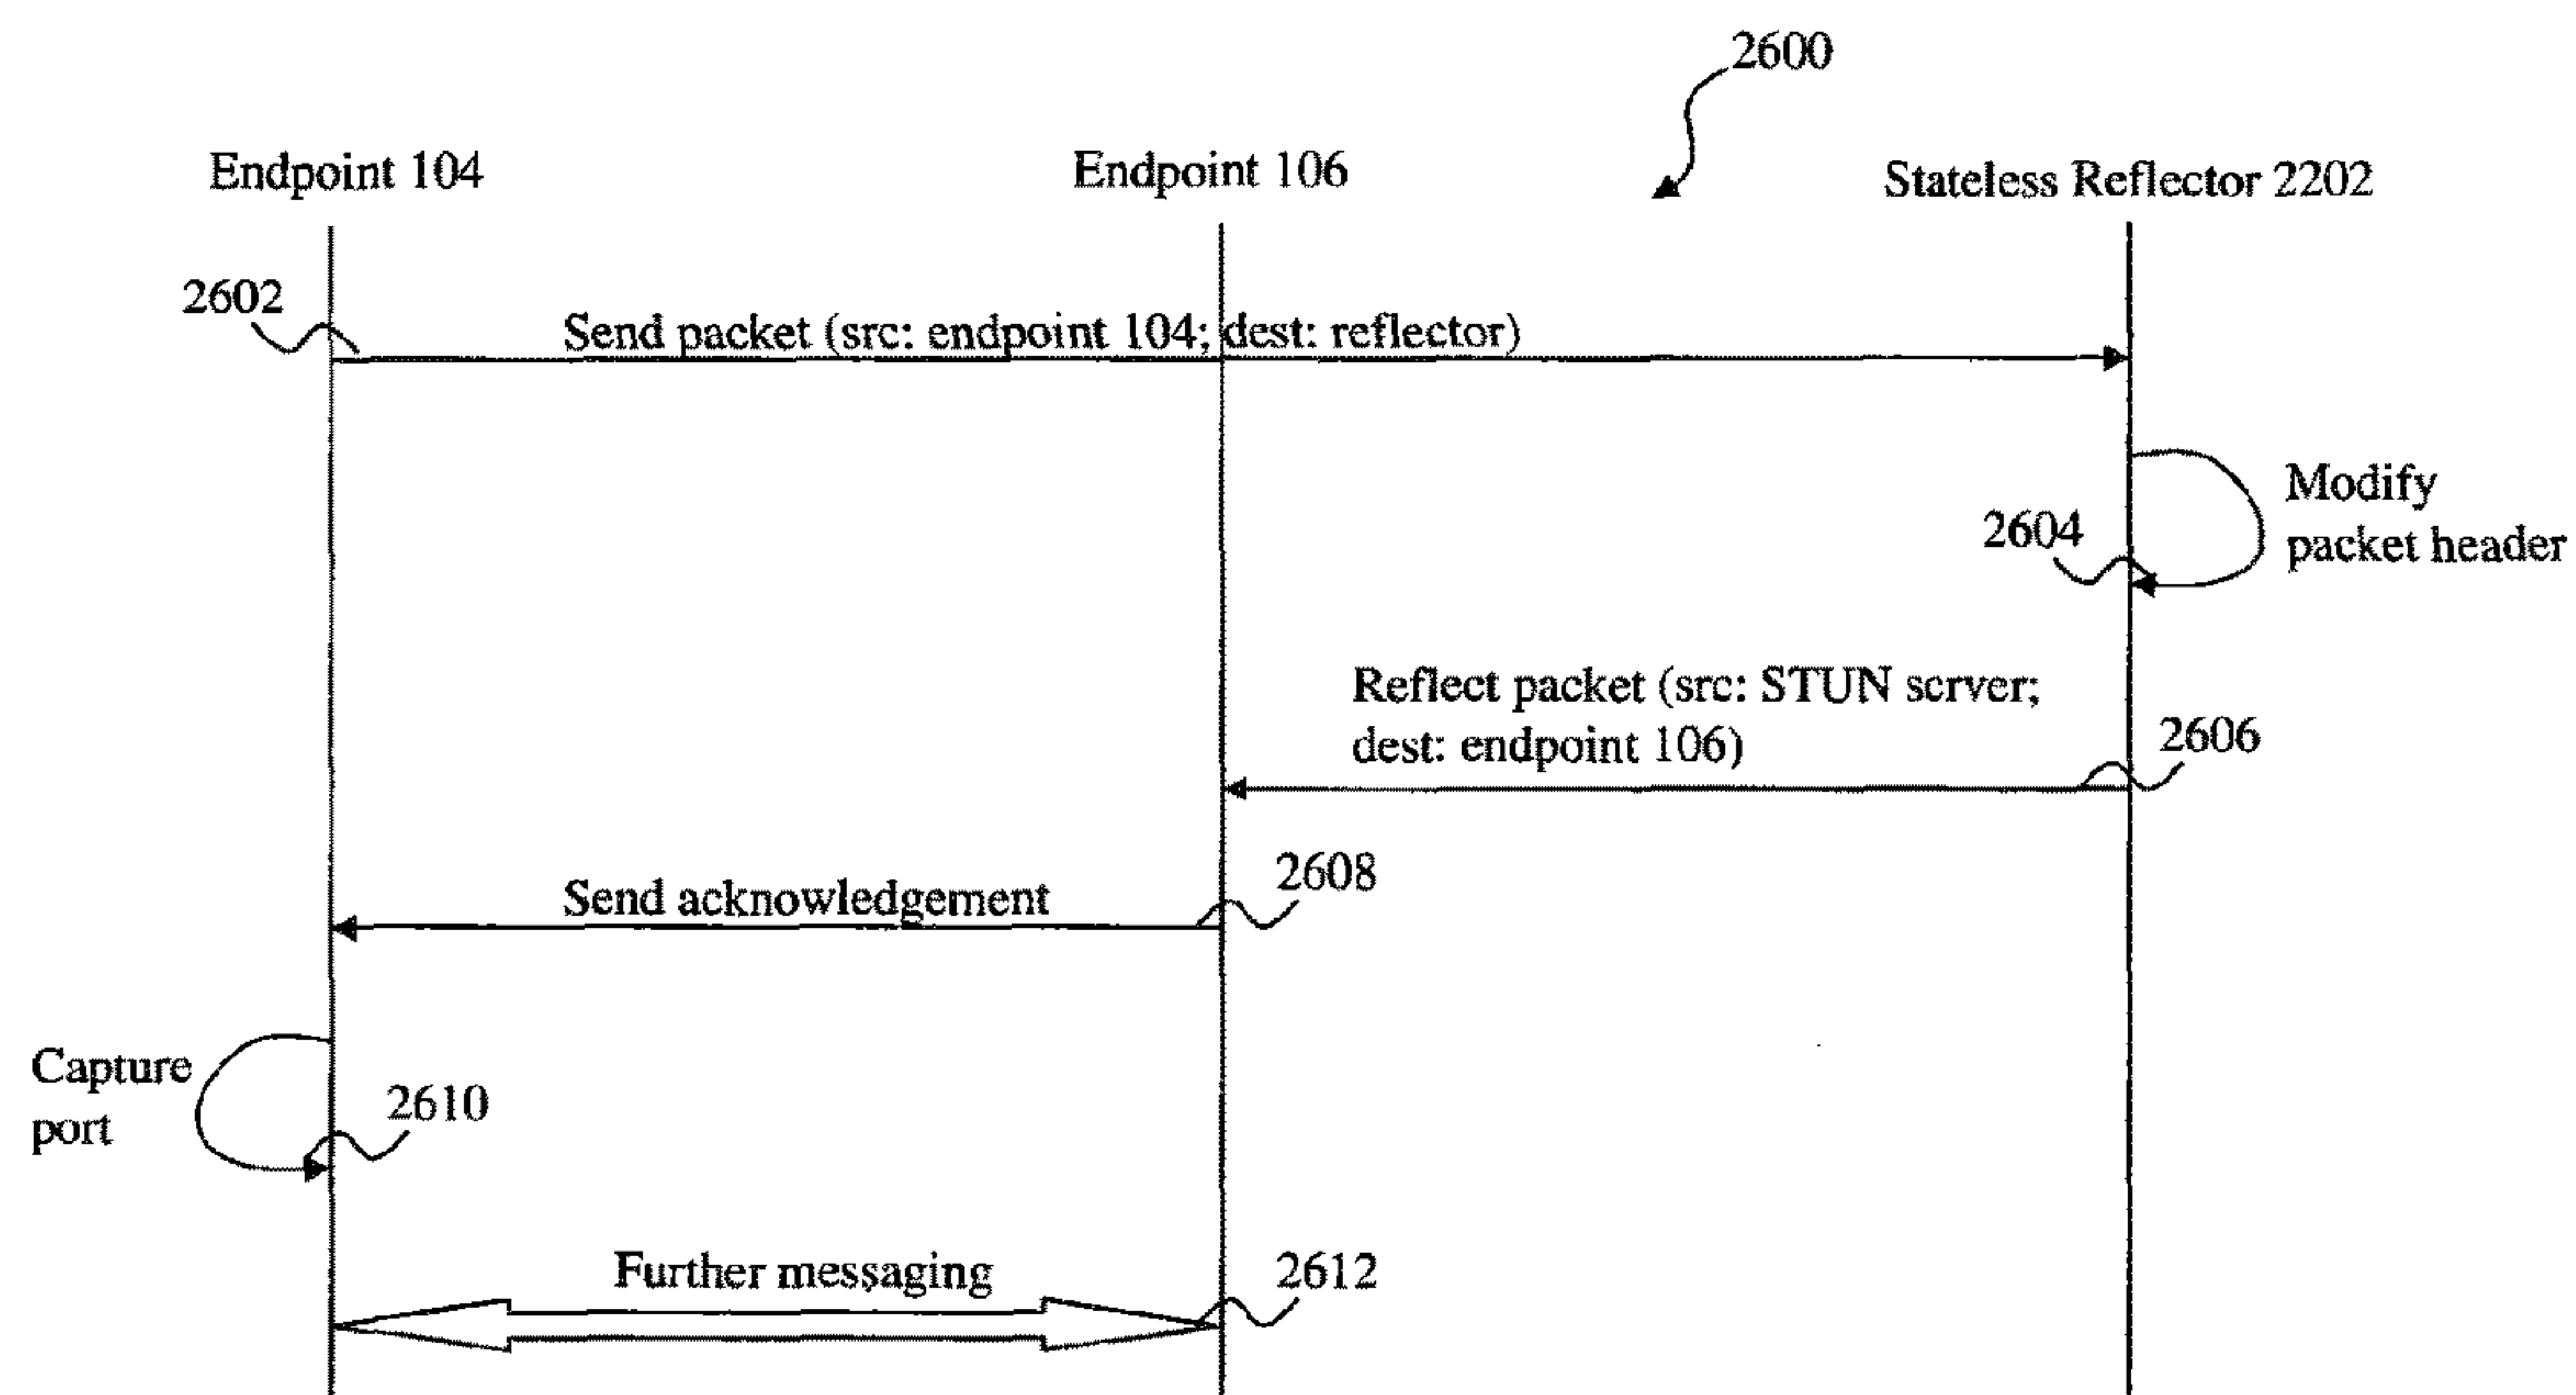 2600
Endpoint 104
Endpoint 106
Stateless Reflector 2202
2602
Send packet (src: endpoint 104; dest: reflector)
Modify
packet header
2604
Reflect packet (src: STUN server;
dest: endpoint 106)
2606
2608
Send acknowledgement
Capture
port
2610
Further messaging
2612